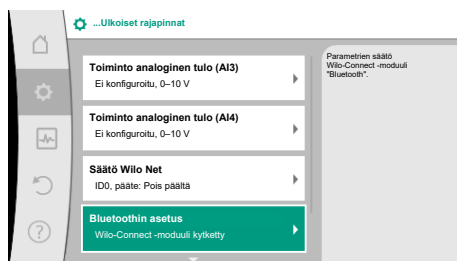 ...Ulkoiset rajapinnat
Toiminto analoginen tulo (AI3)
Ei konfiguroitu, 0–10 V
Toiminto analoginen tulo (AI4)
Ei konfiguroitu, 0–10 V
Säätö Wilo Net
ID0, pääte: Pois päältä
Bluetoothin asetus
Wilo-Connect -moduuli kytketty
Parametrien säätö
Wilo-Connect -moduuli
"Bluetooth".